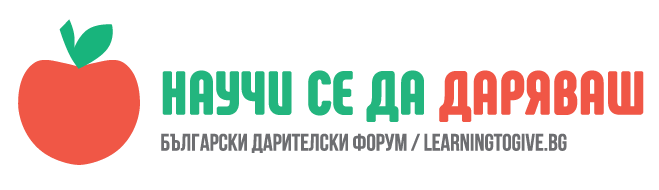 НАУЧИ СЕ ДА ДАРЯВАШ
БЪЛГАРСКИ ДАРИТЕЛСКИ ФОРУМ / LEARNINGTOGIVE.BG